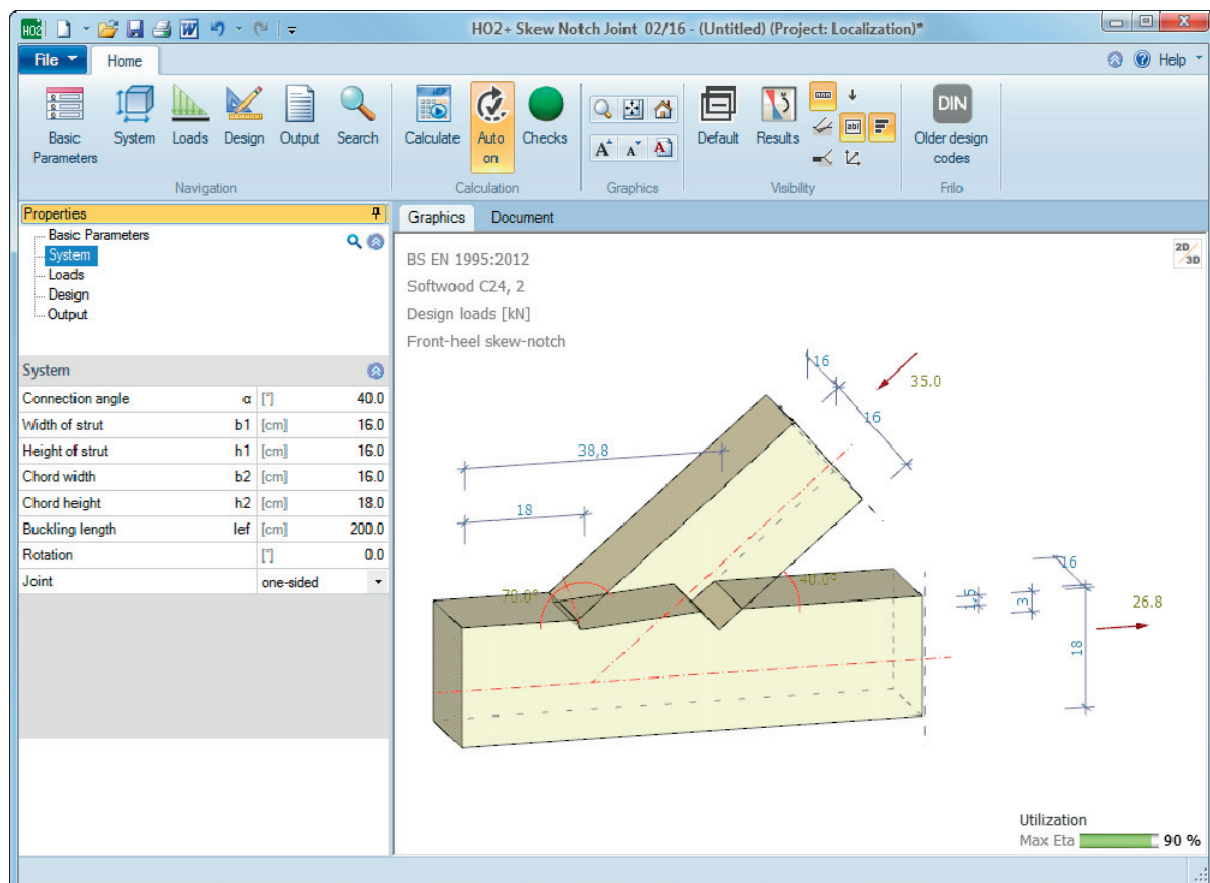 HO2 HO2+ Skew Notch Joint 02/16 - (Untitled) (Project: Localization)*
File Home Help
Basic Parameters System Loads Design Output Search
Navigation
Calculate Auto on Checks
Calculation
A A A
Graphics
Default Results
abl
Visibility
DIN
Older design codes
Frilo
Properties
Basic Parameters
System
Loads
Design
Output
System
Connection angle α [°] 40.0
Width of strut b1 [cm] 16.0
Height of strut h1 [cm] 16.0
Chord width b2 [cm] 16.0
Chord height h2 [cm] 18.0
Buckling length lef [cm] 200.0
Rotation [°] 0.0
Joint one-sided
Graphics Document
2D/3D
BS EN 1995:2012
Softwood C24, 2
Design loads [kN]
Front-heel skew-notch
16
35.0
16
38,8
18
70.0°
40.0°
16
1,5
3
26.8
18
Utilization
Max Eta 90 %